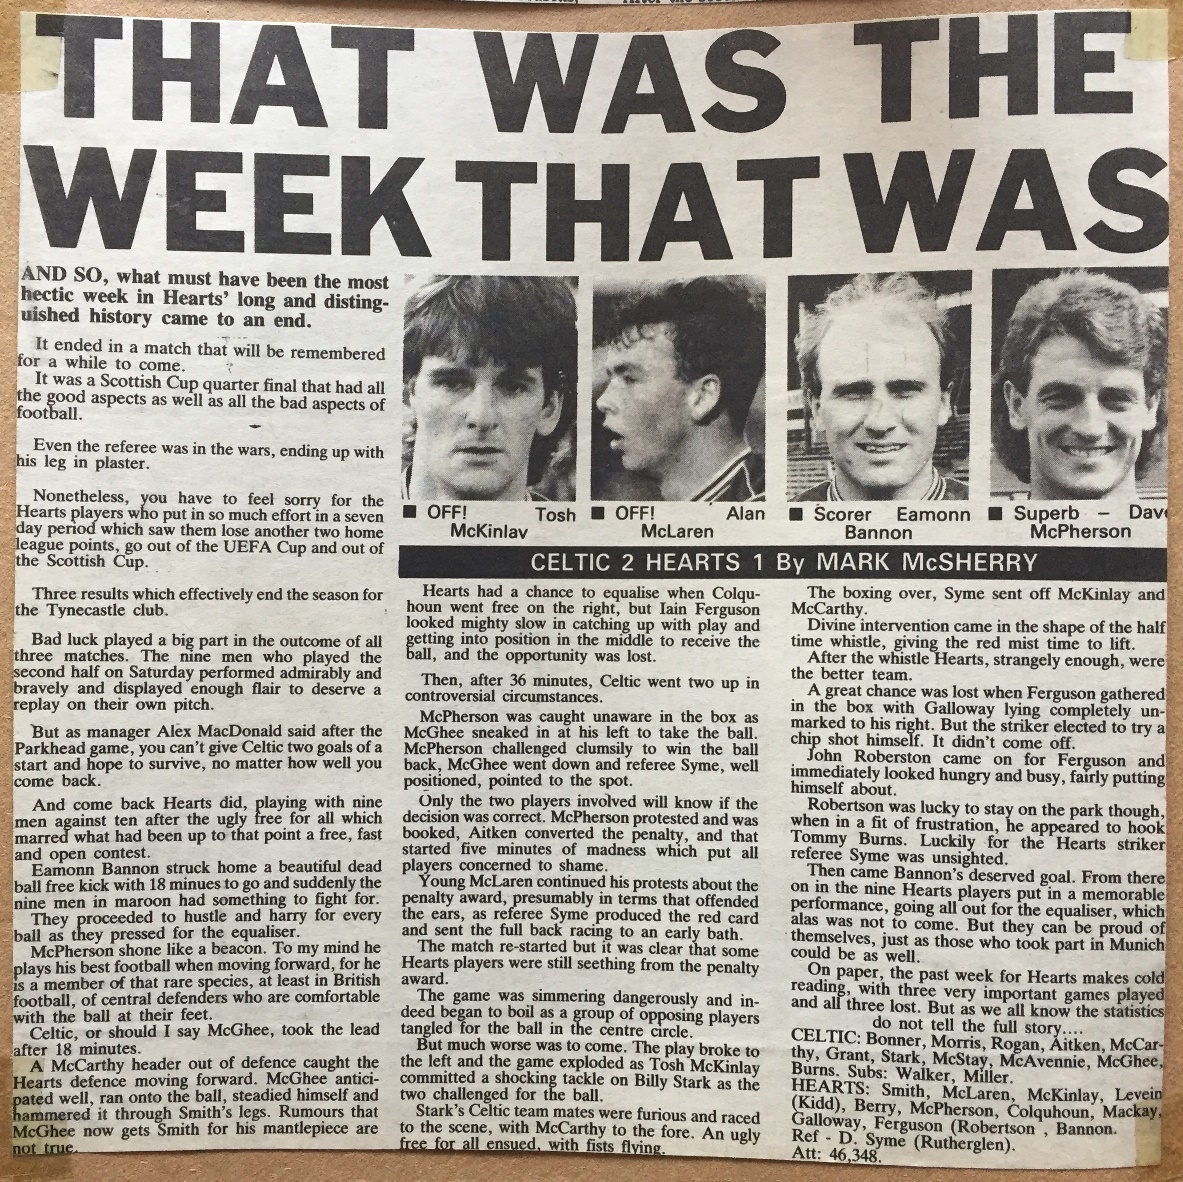 THAT WAS THE
WEEK THAT WAS
AND SO, what must have been the most
hectic week in Hearts' long and disting-
uished history came to an end.
It ended in a match that will be remembered
for a while to come.
It was a Scottish Cup quarter final that had all
the good aspects as well as all the bad aspects of
football.
Even the referee was in the wars, ending up with
his leg in plaster.
Nonetheless, you have to feel sorry for the
Hearts players who put in so much effort in a seven
day period which saw them lose another two home
league points, go out of the UEFA Cup and out of
the Scottish Cup.
Three results which effectively end the season for
the Tynecastle club.
Bad luck played a big part in the outcome of all
three matches. The nine men who played the
second half on Saturday performed admirably and
bravely and displayed enough flair to deserve a
replay on their own pitch.
But as manager Alex MacDonald said after the
Parkhead game, you can't give Celtic two goals of a
start and hope to survive, no matter how well you
come back.
And come back Hearts did, playing with nine
men against ten after the ugly free for all which
marred what had been up to that point a free, fast
and open contest.
Eamonn Bannon struck home a beautiful dead
ball free kick with 18 minues to go and suddenly the
nine men in maroon had something to fight for.
They proceeded to hustle and harry for every
ball as they pressed for the equaliser.
McPherson shone like a beacon. To my mind he
plays his best football when moving forward, for he
is a member of that rare species, at least in British
football, of central defenders who are comfortable
with the ball at their feet.
Celtic, or should I say McGhee, took the lead
after 18 minutes.
A McCarthy header out of defence caught the
Hearts defence moving forward. McGhee antici-
pated well, ran onto the ball, steadied himself and
hammered it through Smith's legs. Rumours that
McGhee now gets Smith for his mantlepiece are
not true.
■ OFF! Tosh
McKinlay
■ OFF! Alan
McLaren
■ Scorer Eamonn
Bannon
■ Superb – Dave
McPherson
CELTIC 2 HEARTS 1 By MARK McSHERRY
Hearts had a chance to equalise when Colqu-
houn went free on the right, but Iain Ferguson
looked mighty slow in catching up with play and
getting into position in the middle to receive the
ball, and the opportunity was lost.
Then, after 36 minutes, Celtic went two up in
controversial circumstances.
McPherson was caught unaware in the box as
McGhee sneaked in at his left to take the ball.
McPherson challenged clumsily to win the ball
back, McGhee went down and referee Syme, well
positioned, pointed to the spot.
Only the two players involved will know if the
decision was correct. McPherson protested and was
booked, Aitken converted the penalty, and that
started five minutes of madness which put all
players concerned to shame.
Young McLaren continued his protests about the
penalty award, presumably in terms that offended
the ears, as referee Syme produced the red card
and sent the full back racing to an early bath.
The match re-started but it was clear that some
Hearts players were still seething from the penalty
award.
The game was simmering dangerously and in-
deed began to boil as a group of opposing players
tangled for the ball in the centre circle.
But much worse was to come. The play broke to
the left and the game exploded as Tosh McKinlay
committed a shocking tackle on Billy Stark as the
two challenged for the ball.
Stark's Celtic team mates were furious and raced
to the scene, with McCarthy to the fore. An ugly
free for all ensued, with fists flying.
The boxing over, Syme sent off McKinlay and
McCarthy.
Divine intervention came in the shape of the half
time whistle, giving the red mist time to lift.
After the whistle Hearts, strangely enough, were
the better team.
A great chance was lost when Ferguson gathered
in the box with Galloway lying completely un-
marked to his right. But the striker elected to try a
chip shot himself. It didn't come off.
John Roberston came on for Ferguson and
immediately looked hungry and busy, fairly putting
himself about.
Robertson was lucky to stay on the park though,
when in a fit of frustration, he appeared to hook
Tommy Burns. Luckily for the Hearts striker
referee Syme was unsighted.
Then came Bannon's deserved goal. From there
on in the nine Hearts players put in a memorable
performance, going all out for the equaliser, which
alas was not to come. But they can be proud of
themselves, just as those who took part in Munich
could be as well.
On paper, the past week for Hearts makes cold
reading, with three very important games played
and all three lost. But as we all know the statistics
do not tell the full story....
CELTIC: Bonner, Morris, Rogan, Aitken, McCar-
thy, Grant, Stark, McStay, McAvennie, McGhee,
Burns. Subs: Walker, Miller.
HEARTS: Smith, McLaren, McKinlay, Levein
(Kidd), Berry, McPherson, Colquhoun, Mackay,
Galloway, Ferguson (Robertson , Bannon.
Ref - D. Syme (Rutherglen).
Att: 46,348.